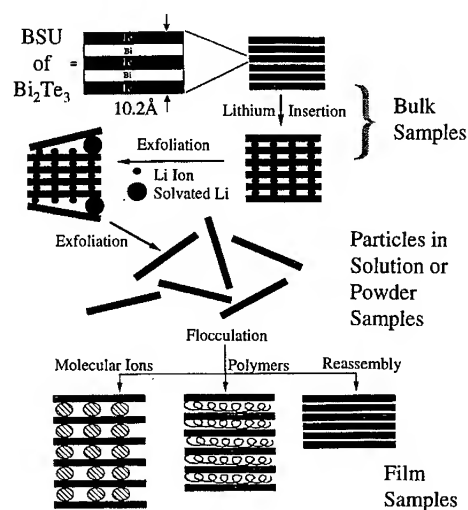 BSU
of =
Bi₂Te₃
Te
Bi
Te
Bi
Te
10.2Å
Lithium Insertion
Bulk
Samples
Exfoliation
Li Ion
Solvated Li
Exfoliation
Particles in
Solution or
Powder
Samples
Flocculation
Molecular Ions
Polymers
Reassembly
Film
Samples